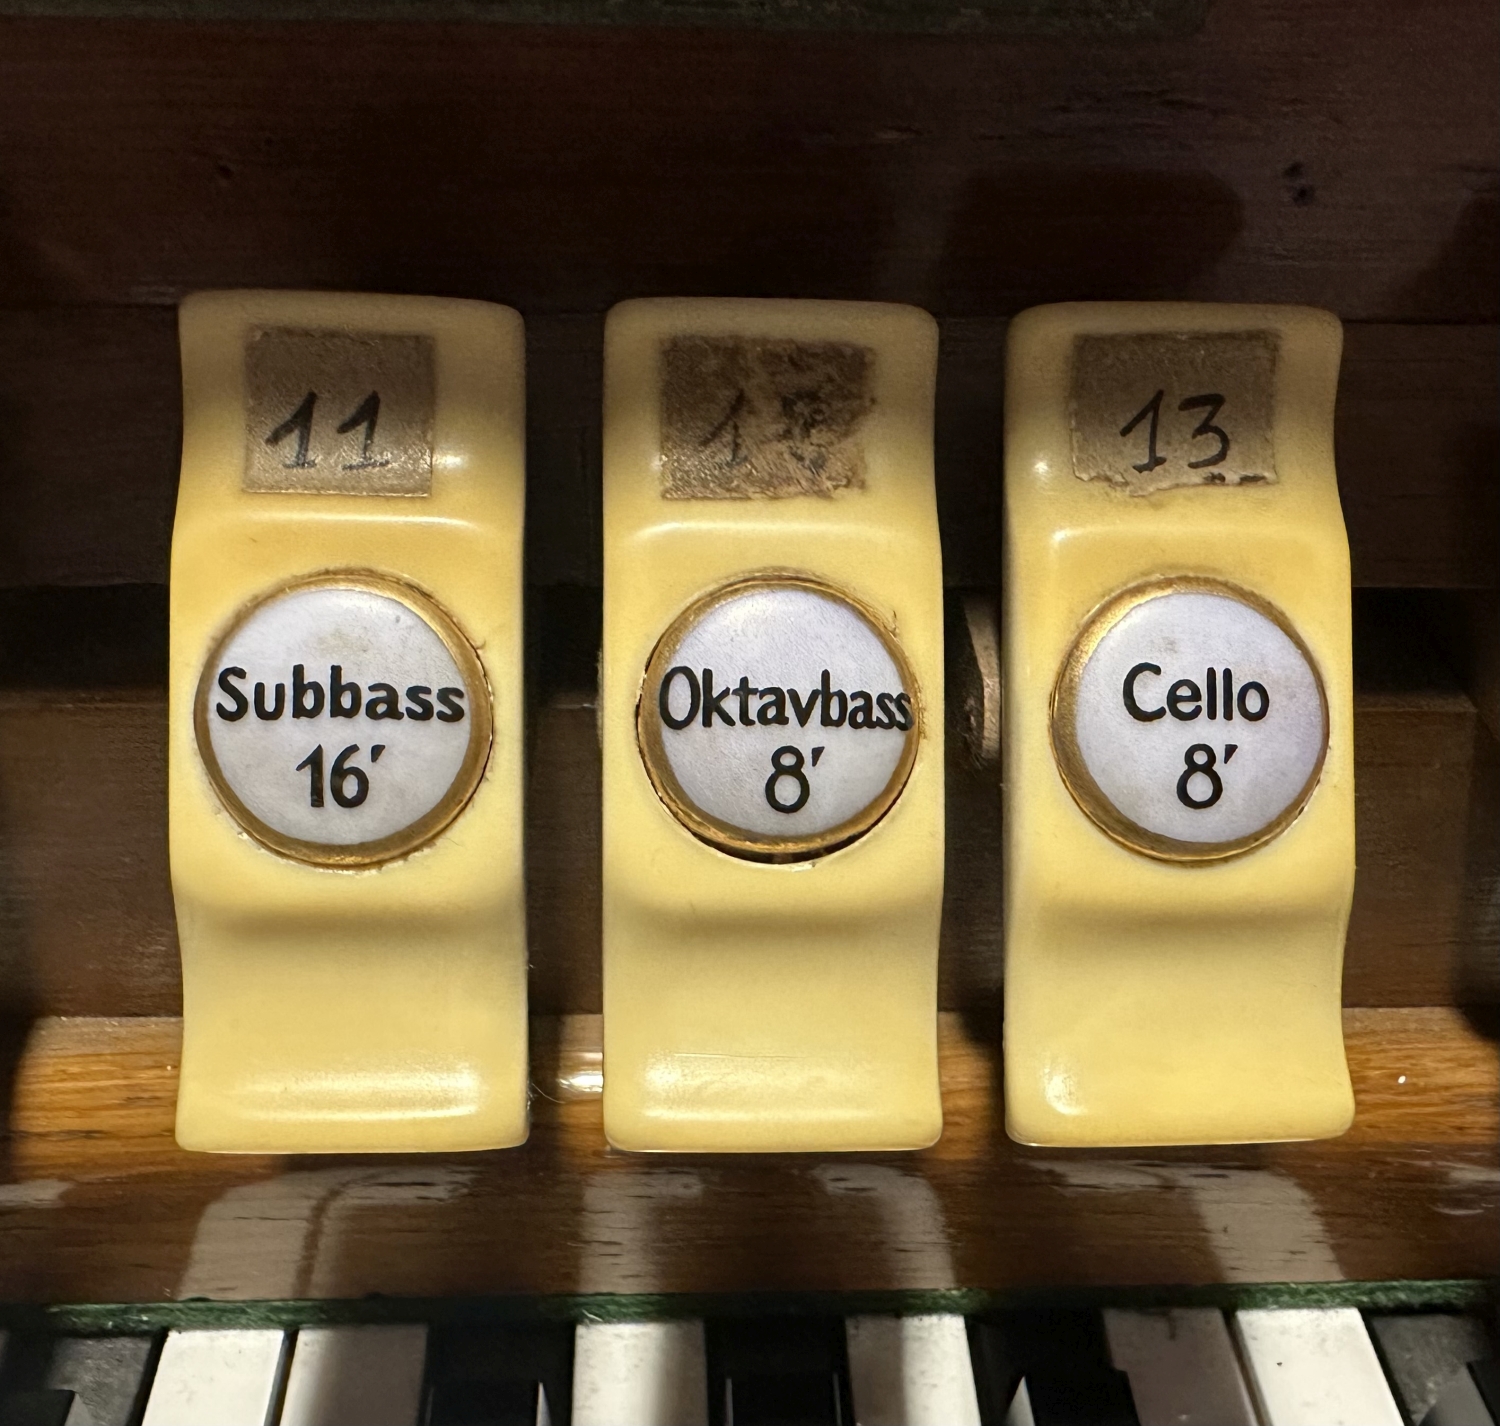 11
13
Subbass
16′
Oktavbass
8′
Cello
8′